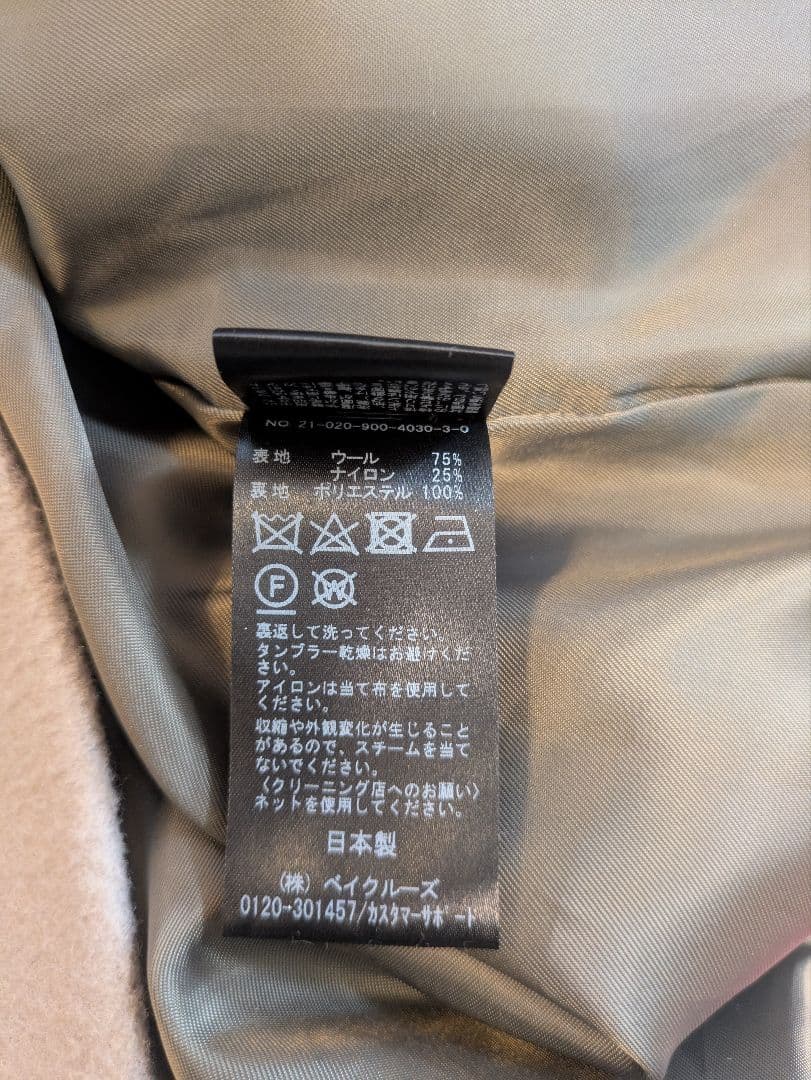 NO 21-020-900-4030-3-0
表地 ウール 75%
ナイロン 25%
裏地 ポリエステル 100%
F W
裏返して洗ってください。
タンブラー乾燥はお避けくだ
さい。
アイロンは当て布を使用して
ください。
収縮や外観変化が生じること
があるので、スチームを当て
ないでください。
〈クリーニング店へのお願い〉
ネットを使用してください。
日本製
(株) ベイクルーズ
0120-301457/カスタマーサポート